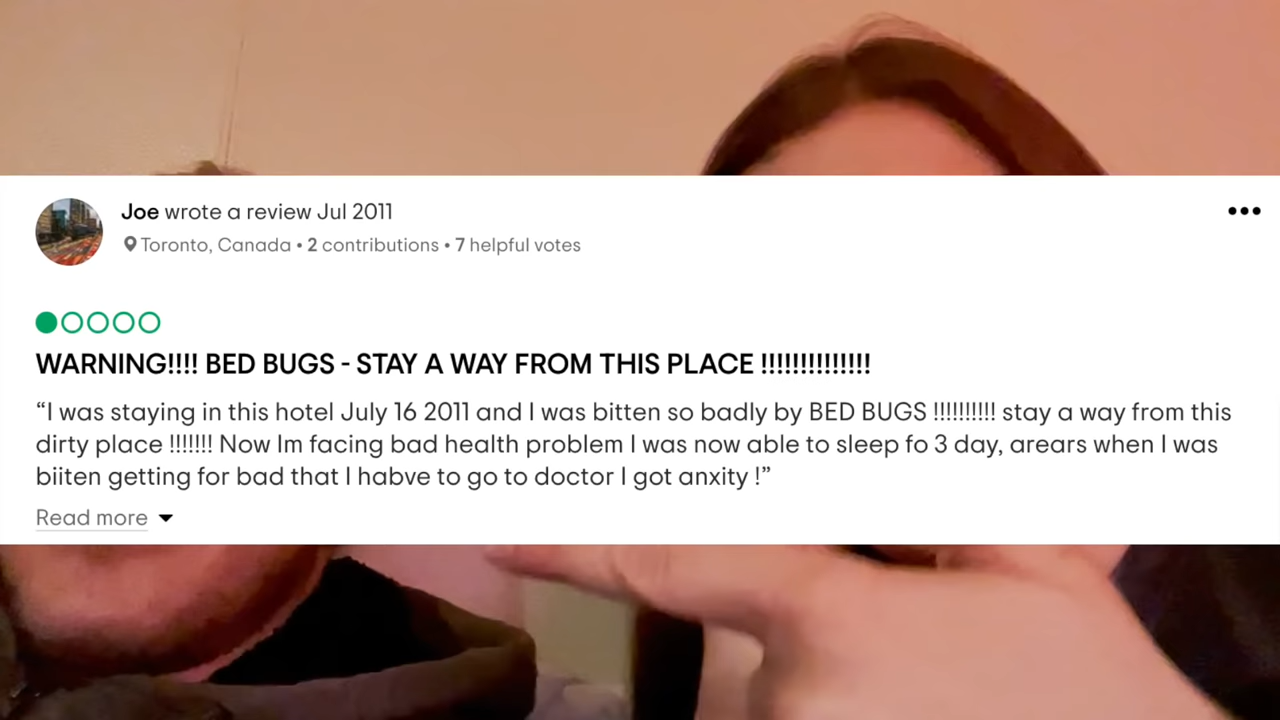 Joe wrote a review Jul 2011
Toronto, Canada • 2 contributions • 7 helpful votes
WARNING!!!! BED BUGS - STAY A WAY FROM THIS PLACE !!!!!!!!!!!!!!
“I was staying in this hotel July 16 2011 and I was bitten so badly by BED BUGS !!!!!!!!!! stay a way from this
dirty place !!!!!!! Now Im facing bad health problem I was now able to sleep fo 3 day, arears when I was
biiten getting for bad that I habve to go to doctor I got anxity !”
Read more